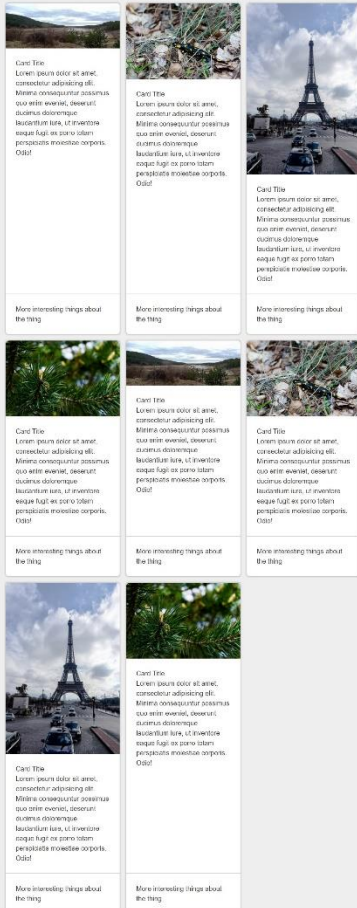 Card Title
Lorem ipsum dolor sit amet,
consectetur adipisicing elit.
Minima consequuntur possimus
quo enim eveniet, deserunt
ducimus doloremque
laudantium iure, ut inventore
eaque fugit ex porro totam
perspiciatis molestiae corporis.
Odio!
More interesting things about
the thing
Card Title
Lorem ipsum dolor sit amet,
consectetur adipisicing elit.
Minima consequuntur possimus
quo enim eveniet, deserunt
ducimus doloremque
laudantium iure, ut inventore
eaque fugit ex porro totam
perspiciatis molestiae corporis.
Odio!
More interesting things about
the thing
Card Title
Lorem ipsum dolor sit amet,
consectetur adipisicing elit.
Minima consequuntur possimus
quo enim eveniet, deserunt
ducimus doloremque
laudantium iure, ut inventore
eaque fugit ex porro totam
perspiciatis molestiae corporis.
Odio!
More interesting things about
the thing
Card Title
Lorem ipsum dolor sit amet,
consectetur adipisicing elit.
Minima consequuntur possimus
quo enim eveniet, deserunt
ducimus doloremque
laudantium iure, ut inventore
eaque fugit ex porro totam
perspiciatis molestiae corporis.
Odio!
More interesting things about
the thing
Card Title
Lorem ipsum dolor sit amet,
consectetur adipisicing elit.
Minima consequuntur possimus
quo enim eveniet, deserunt
ducimus doloremque
laudantium iure, ut inventore
eaque fugit ex porro totam
perspiciatis molestiae corporis.
Odio!
More interesting things about
the thing
Card Title
Lorem ipsum dolor sit amet,
consectetur adipisicing elit.
Minima consequuntur possimus
quo enim eveniet, deserunt
ducimus doloremque
laudantium iure, ut inventore
eaque fugit ex porro totam
perspiciatis molestiae corporis.
Odio!
More interesting things about
the thing
Card Title
Lorem ipsum dolor sit amet,
consectetur adipisicing elit.
Minima consequuntur possimus
quo enim eveniet, deserunt
ducimus doloremque
laudantium iure, ut inventore
eaque fugit ex porro totam
perspiciatis molestiae corporis.
Odio!
More interesting things about
the thing
Card Title
Lorem ipsum dolor sit amet,
consectetur adipisicing elit.
Minima consequuntur possimus
quo enim eveniet, deserunt
ducimus doloremque
laudantium iure, ut inventore
eaque fugit ex porro totam
perspiciatis molestiae corporis.
Odio!
More interesting things about
the thing